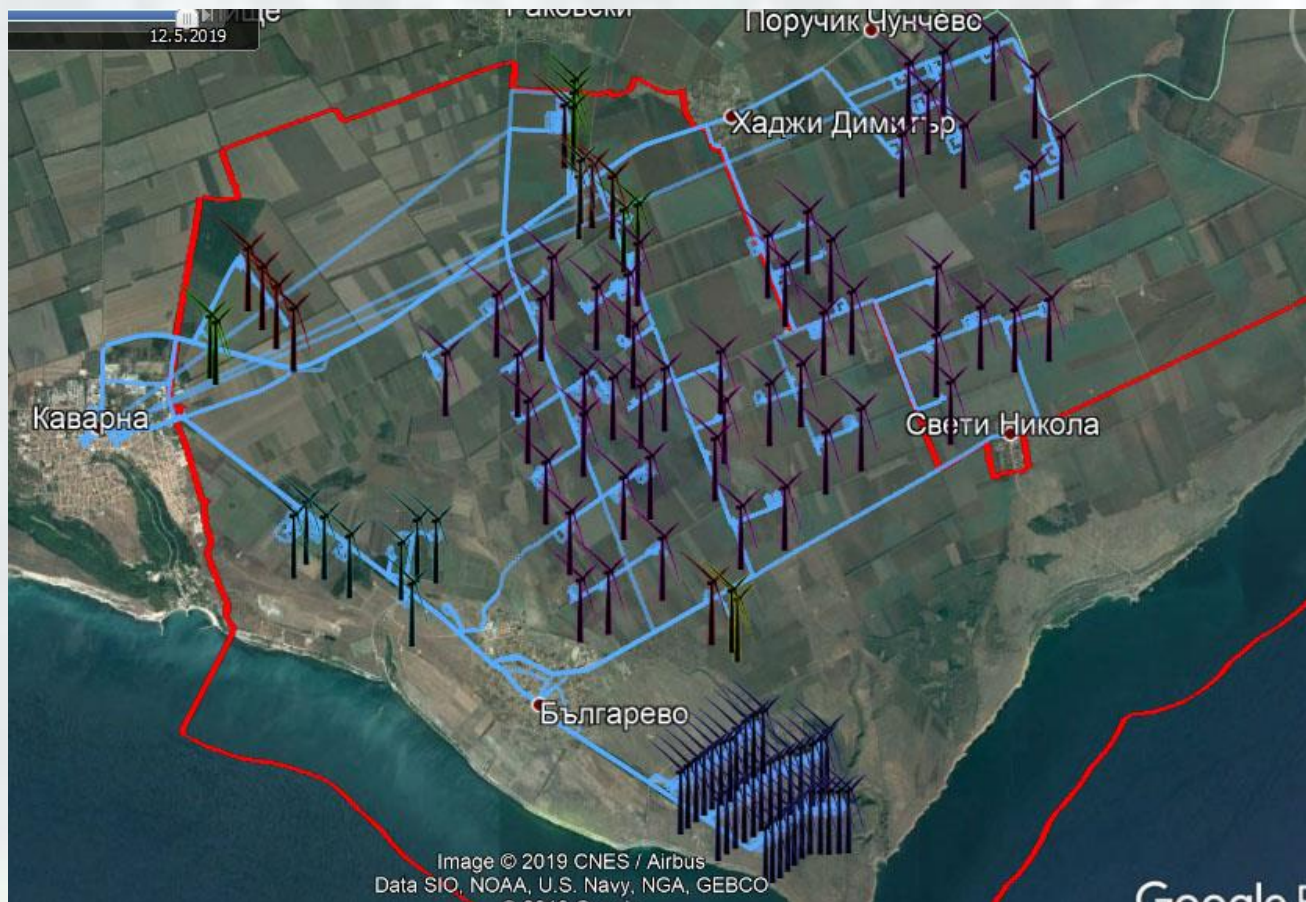 12.5.2019
Раковски
Поручик Чунчево
Хаджи Димитър
Каварна
Свети Никола
Българево
Image © 2019 CNES / Airbus
Data SIO, NOAA, U.S. Navy, NGA, GEBCO
Google